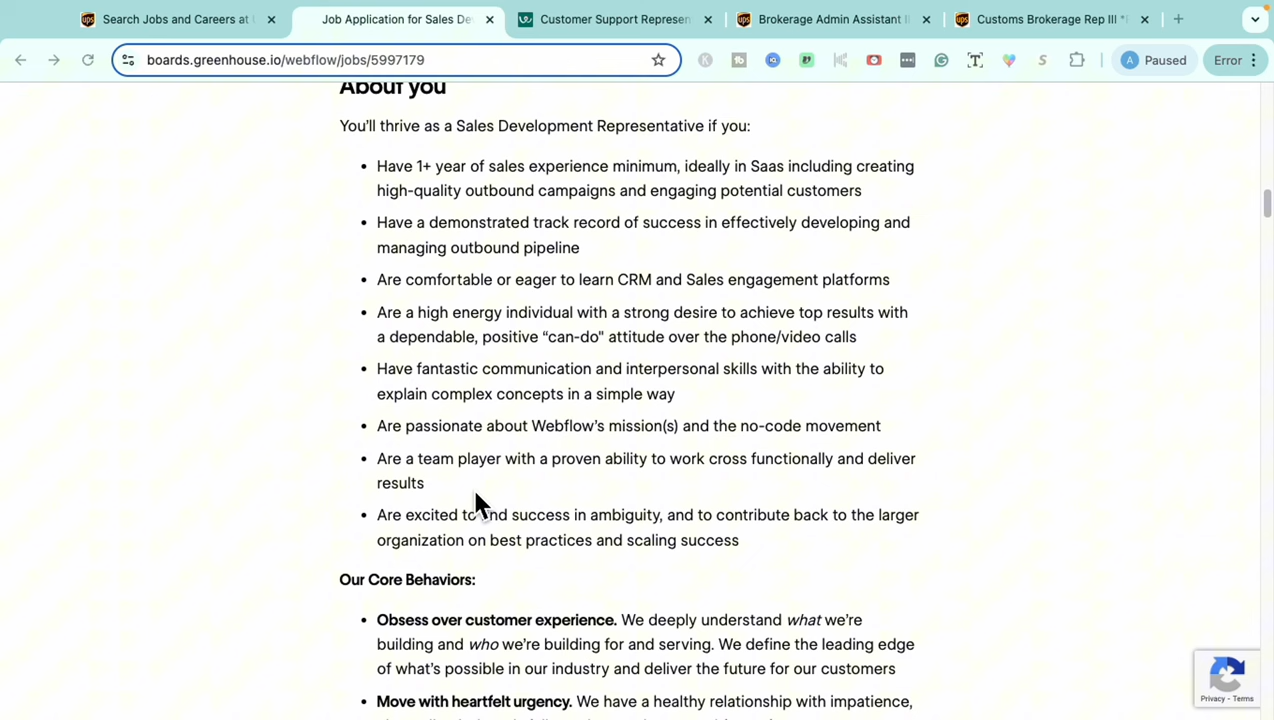 Search Jobs and Careers at
Job Application for Sales De
Customer Support Represen
Brokerage Admin Assistant
Customs Brokerage Rep III
boards.greenhouse.io/webflow/jobs/5997179
Paused
Error
About you
You'll thrive as a Sales Development Representative if you:
• Have 1+ year of sales experience minimum, ideally in Saas including creating
high-quality outbound campaigns and engaging potential customers
• Have a demonstrated track record of success in effectively developing and
managing outbound pipeline
• Are comfortable or eager to learn CRM and Sales engagement platforms
• Are a high energy individual with a strong desire to achieve top results with
a dependable, positive “can-do” attitude over the phone/video calls
• Have fantastic communication and interpersonal skills with the ability to
explain complex concepts in a simple way
• Are passionate about Webflow's mission(s) and the no-code movement
• Are a team player with a proven ability to work cross functionally and deliver
results
• Are excited to find success in ambiguity, and to contribute back to the larger
organization on best practices and scaling success
Our Core Behaviors:
• Obsess over customer experience. We deeply understand what we're
building and who we're building for and serving. We define the leading edge
of what's possible in our industry and deliver the future for our customers
• Move with heartfelt urgency. We have a healthy relationship with impatience,
Privacy - Terms